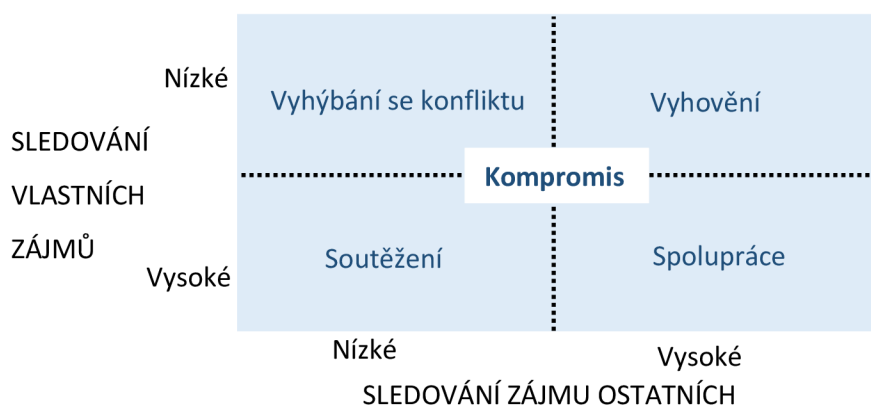 Nízké
Vyhýbání se konfliktu
Vyhovění
SLEDOVÁNÍ
VLASTNÍCH
ZÁJMŮ
Kompromis
Soutěžení
Spolupráce
Vysoké
Nízké
Vysoké
SLEDOVÁNÍ ZÁJMU OSTATNÍCH